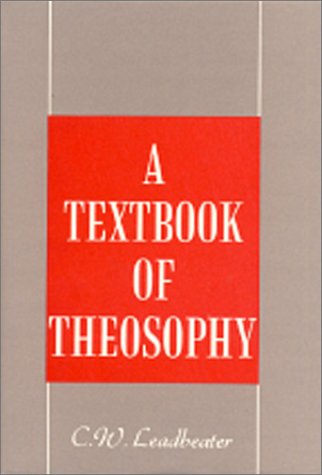 A
TEXTBOOK
OF
THEOSOPHY
C.W. Leadbeater